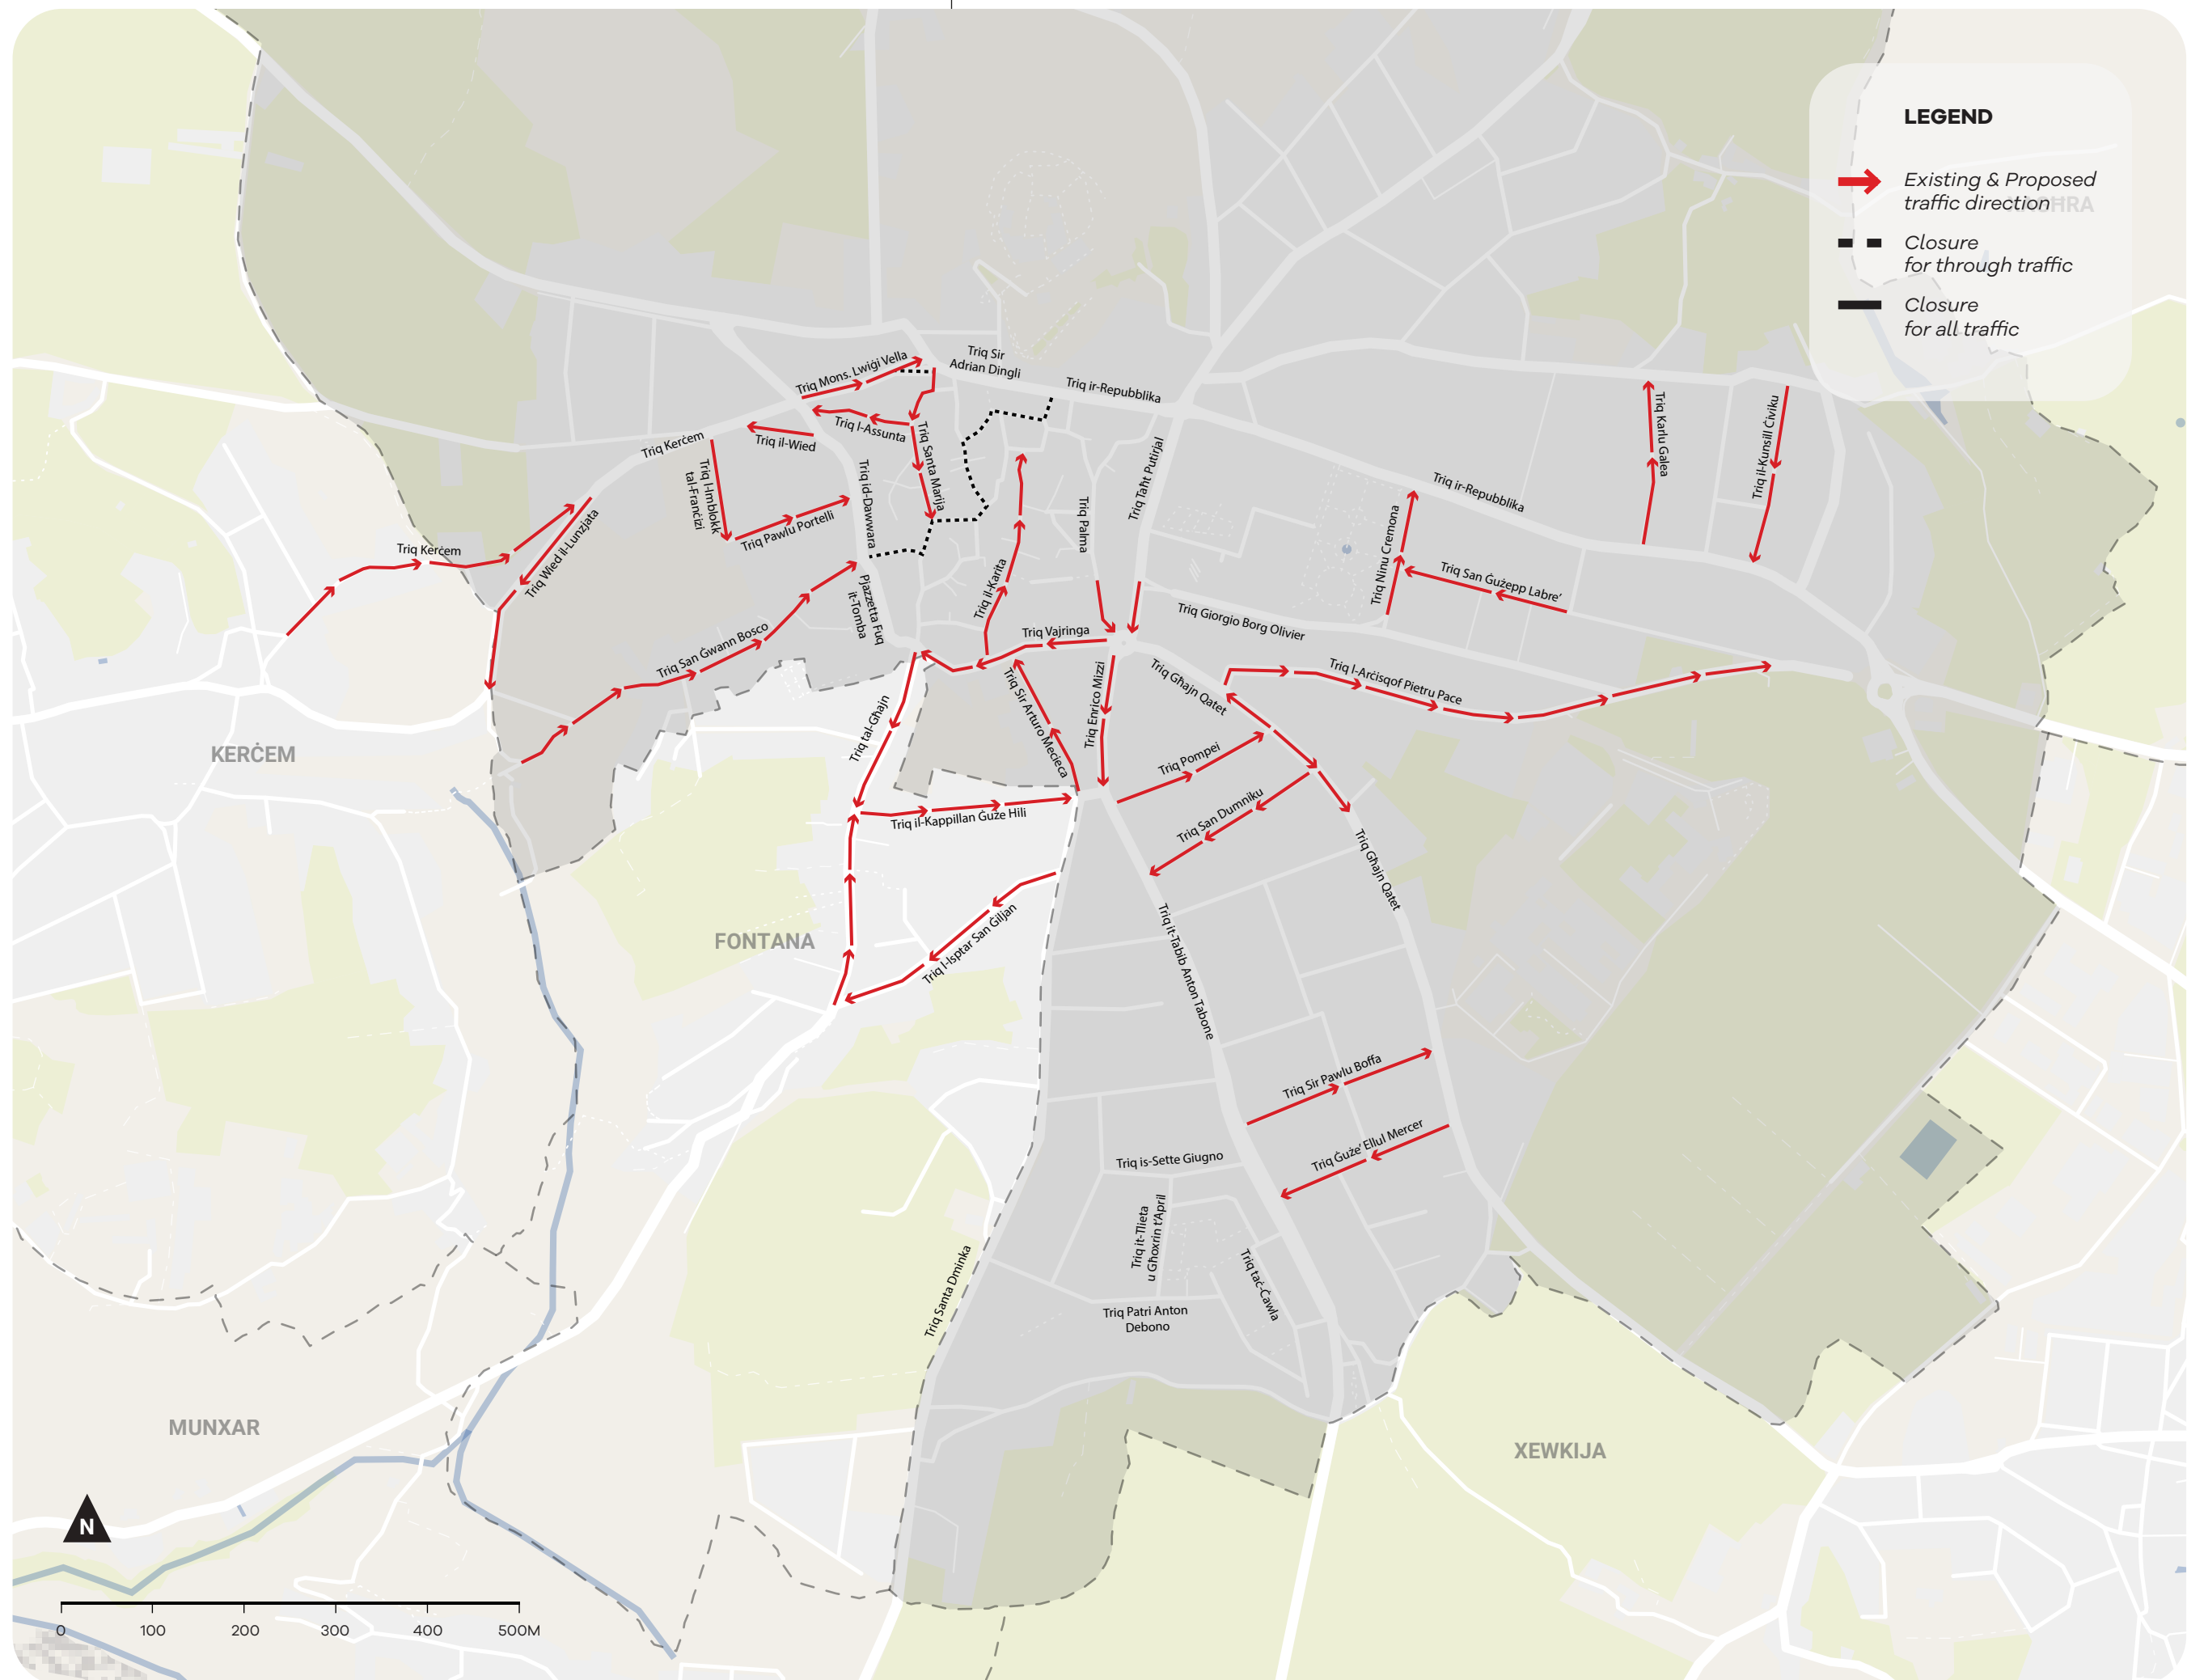 LEGEND
Existing & Proposed
traffic direction
Closure
for through traffic
Closure
for all traffic
Triq Sir
Adrian Dingli
Triq Mons. Lwiġi Vella
Triq ir-Repubblika
Triq l-Assunta
Triq il-Wied
Triq Kerċem
Triq Santa Marija
Triq l-Imblokk
tal-Franċizi
Triq Pawlu Portelli
Triq id-Dawwara
Triq Palma
Triq Taħt Putirjal
Triq ir-Repubblika
Triq Karlu Galea
Triq il-Kunsill Ċiviku
Triq Kerċem
Triq Wied il-Lunzjata
Triq Ninu Cremona
Triq San Ġużepp Labre'
Pjazzetta Fuq
it-Tomba
Triq il-Karita
Triq San Ġwann Bosco
Triq Vajringa
Triq Giorgio Borg Olivier
Triq Sir Arturo Mecieca
Triq Enrico Mizzi
Triq Għajn Qatet
Triq l-Arċisqof Pietru Pace
Triq tal-Għajn
KERĊEM
Triq Pompei
Triq San Dumniku
Triq il-Kappillan Ġuże Hili
Triq Għajn Qatet
FONTANA
Triq l-Isptar San Ġiljan
Triq it-Tabib Anton Tabone
Triq Sir Pawlu Boffa
Triq Ġuże' Ellul Mercer
Triq is-Sette Giugno
Triq it-Tlieta
u Għoxrin t'April
Triq taċ-Ċawla
Triq Santa Dminka
Triq Patri Anton
Debono
MUNXAR
XEWKIJA
N
0 100 200 300 400 500M